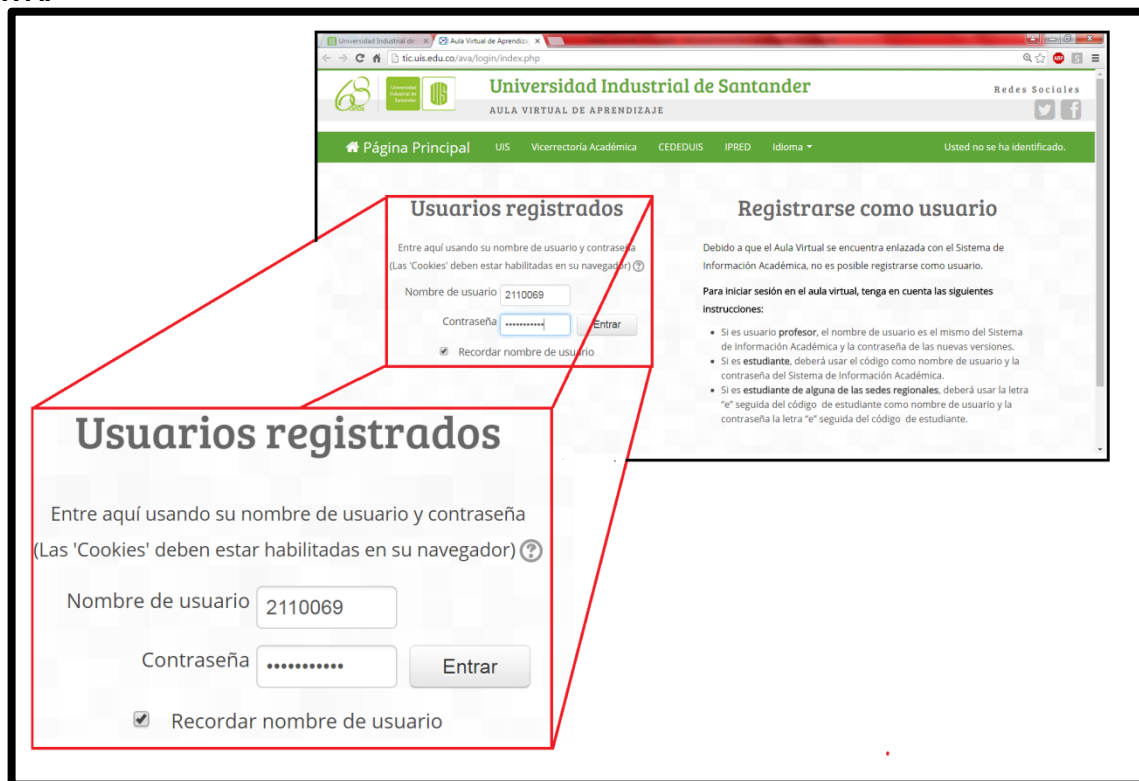 Universidad Industrial de
Aula Virtual de Aprendiza
tic.uis.edu.co/ava/login/index.php
Universidad Industrial de Santander
UIS
Universidad Industrial de Santander
AULA VIRTUAL DE APRENDIZAJE
Redes Sociales
Página Principal UIS Vicerrectoría Académica CEDEDUIS IPRED Idioma Usted no se ha identificado.
Usuarios registrados
Entre aquí usando su nombre de usuario y contraseña
(Las 'Cookies' deben estar habilitadas en su navegador)
Nombre de usuario 2110069
Contraseña ••••••••••• Entrar
Recordar nombre de usuario
Registrarse como usuario
Debido a que el Aula Virtual se encuentra enlazada con el Sistema de
Información Académica, no es posible registrarse como usuario.
Para iniciar sesión en el aula virtual, tenga en cuenta las siguientes
instrucciones:
• Si es usuario profesor, el nombre de usuario es el mismo del Sistema
de Información Académica y la contraseña de las nuevas versiones.
• Si es estudiante, deberá usar el código como nombre de usuario y la
contraseña del Sistema de Información Académica.
• Si es estudiante de alguna de las sedes regionales, deberá usar la letra
"e" seguida del código de estudiante como nombre de usuario y la
contraseña la letra "e" seguida del código de estudiante.
Usuarios registrados
Entre aquí usando su nombre de usuario y contraseña
(Las 'Cookies' deben estar habilitadas en su navegador) ?
Nombre de usuario 2110069
Contraseña ••••••••••• Entrar
Recordar nombre de usuario